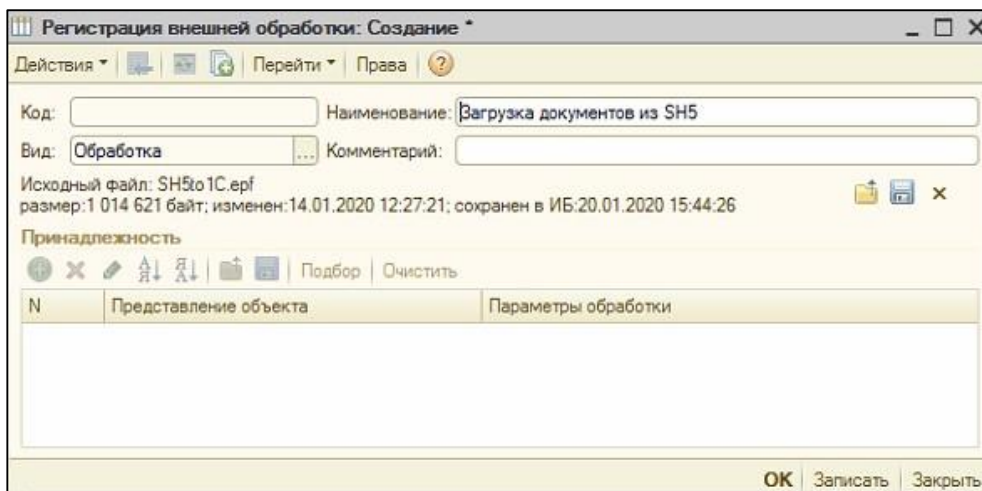 Регистрация внешней обработки: Создание *
Действия Перейти Права ?
Код: Наименование: Загрузка документов из SH5
Вид: Обработка ... Комментарий:
Исходный файл: SH5to1C.epf
размер:1 014 621 байт; изменен:14.01.2020 12:27:21; сохранен в ИБ:20.01.2020 15:44:26
Принадлежность
Подбор Очистить
N Представление объекта Параметры обработки
OK Записать Закрыть